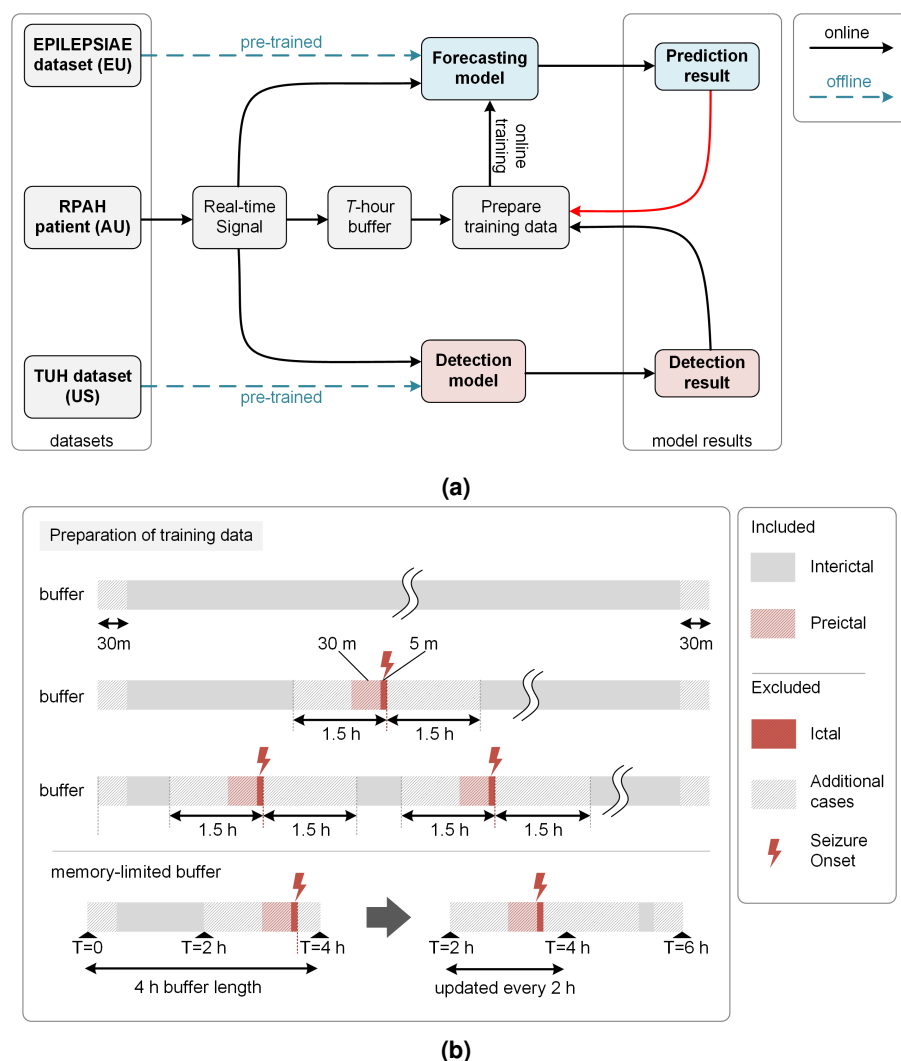 EPILEPSIAE
dataset (EU)
pre-trained
Forecasting
model
Prediction
result
online
offline
online
training
RPAH
patient (AU)
Real-time
Signal
T-hour
buffer
Prepare
training data
TUH dataset
(US)
pre-trained
Detection
model
Detection
result
datasets
model results
(a)
Preparation of training data
buffer
30m
30m
30 m
5 m
buffer
1.5 h
1.5 h
buffer
1.5 h
1.5 h
1.5 h
1.5 h
memory-limited buffer
T=0
T=2 h
T=4 h
4 h buffer length
T=2 h
T=4 h
T=6 h
updated every 2 h
Included
Interictal
Preictal
Excluded
Ictal
Additional
cases
Seizure
Onset
(b)